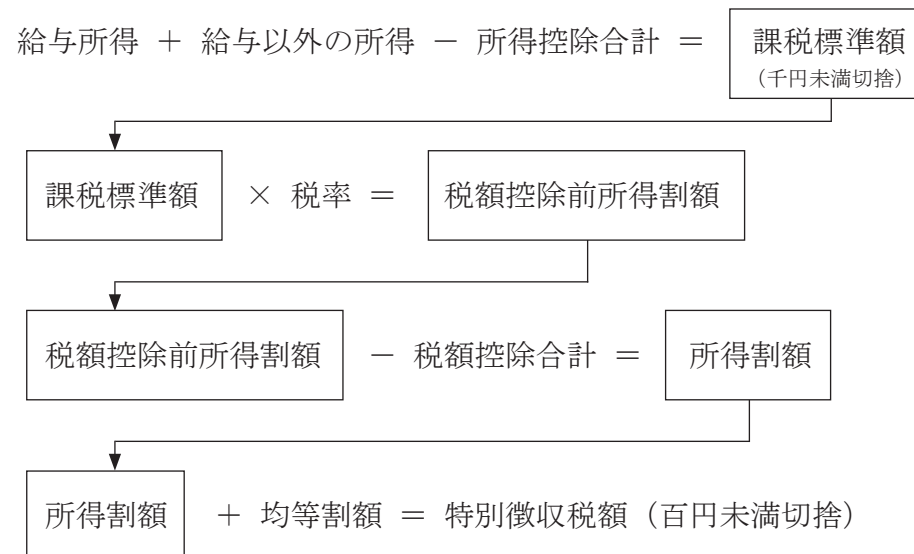 給与所得 ＋ 給与以外の所得 － 所得控除合計 ＝ 課税標準額
（千円未満切捨）
課税標準額 × 税率 ＝ 税額控除前所得割額
税額控除前所得割額 － 税額控除合計 ＝ 所得割額
所得割額 ＋ 均等割額 ＝ 特別徴収税額（百円未満切捨）